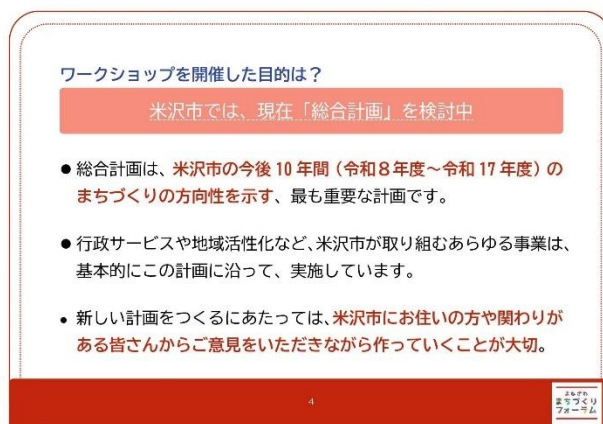 ワークショップを開催した目的は？
米沢市では、現在「総合計画」を検討中
● 総合計画は、米沢市の今後 10 年間（令和８年度～令和 17 年度）の
まちづくりの方向性を示す、最も重要な計画です。
● 行政サービスや地域活性化など、米沢市が取り組むあらゆる事業は、
基本的にこの計画に沿って、実施しています。
● 新しい計画をつくるにあたっては、米沢市にお住いの方や関わりが
ある皆さんからご意見をいただきながら作っていくことが大切。
4
よねざわ
まちづくり
フォーラム